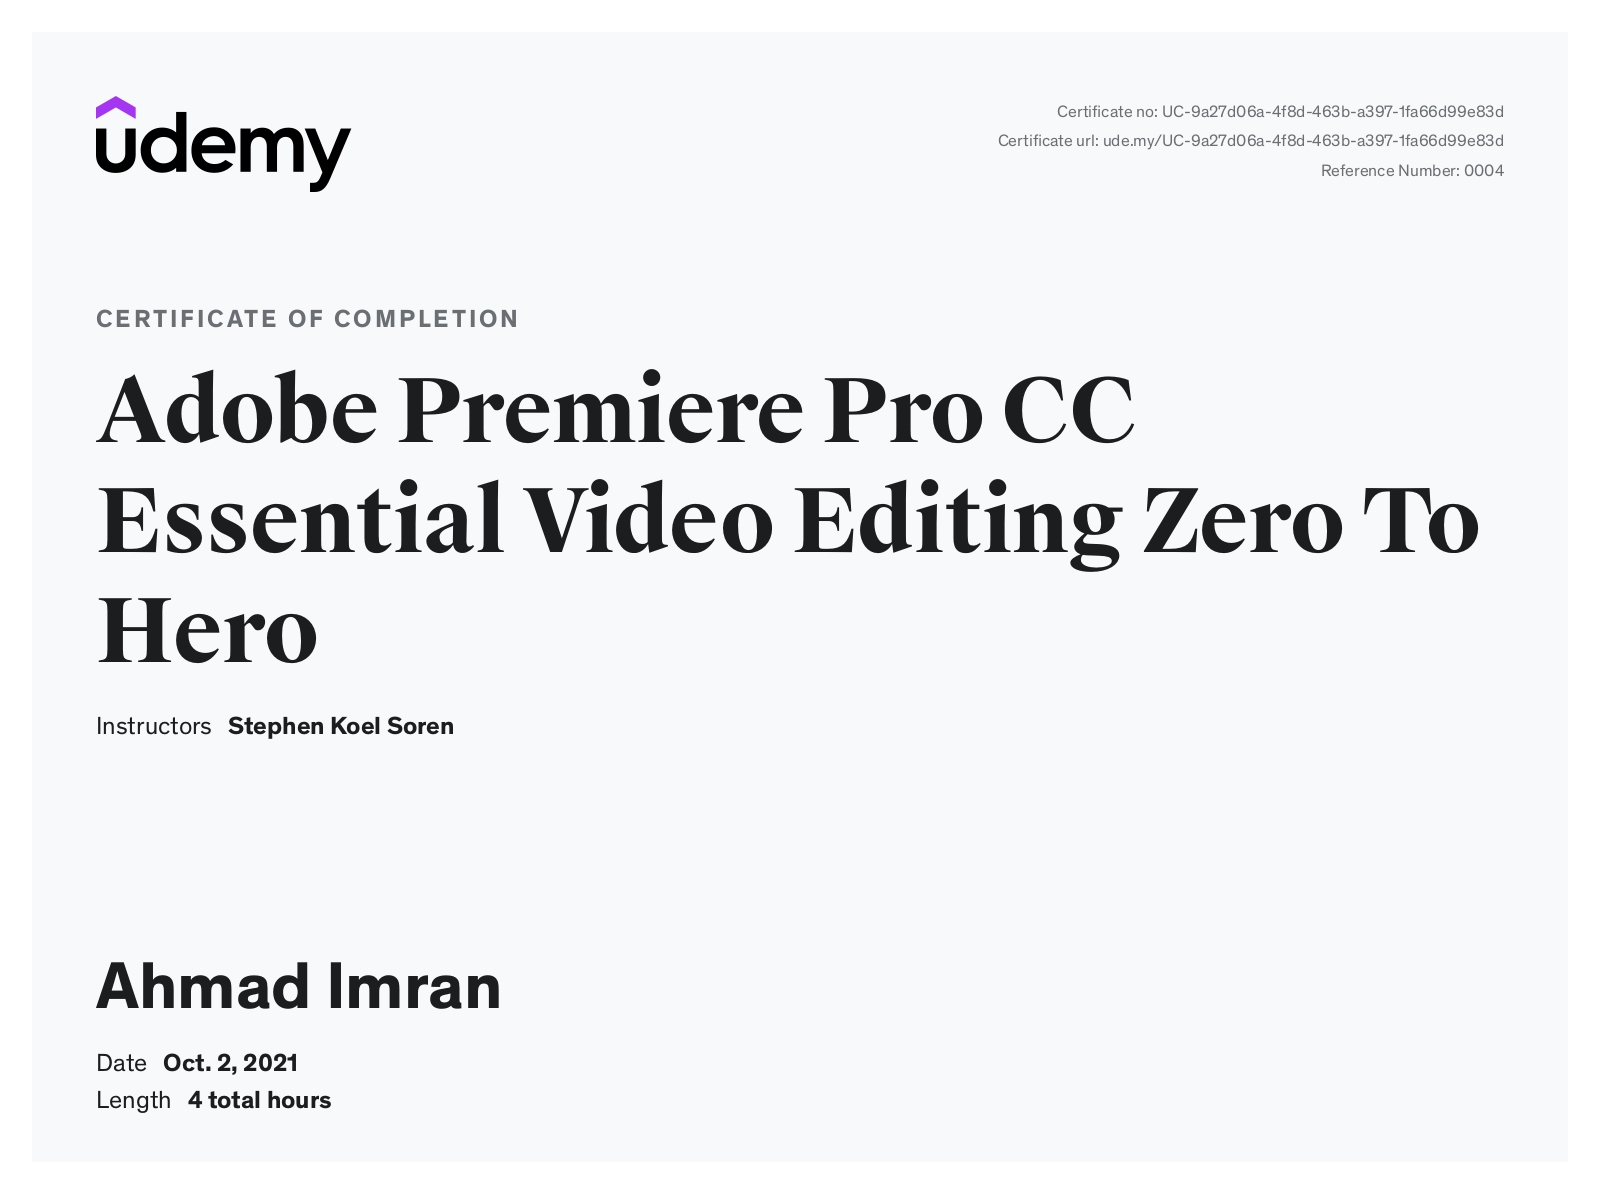 udemy
Certificate no: UC-9a27d06a-4f8d-463b-a397-1fa66d99e83d
Certificate url: ude.my/UC-9a27d06a-4f8d-463b-a397-1fa66d99e83d
Reference Number: 0004
CERTIFICATE OF COMPLETION
Adobe Premiere Pro CC
Essential Video Editing Zero To
Hero
Instructors Stephen Koel Soren
Ahmad Imran
Date Oct. 2, 2021
Length 4 total hours